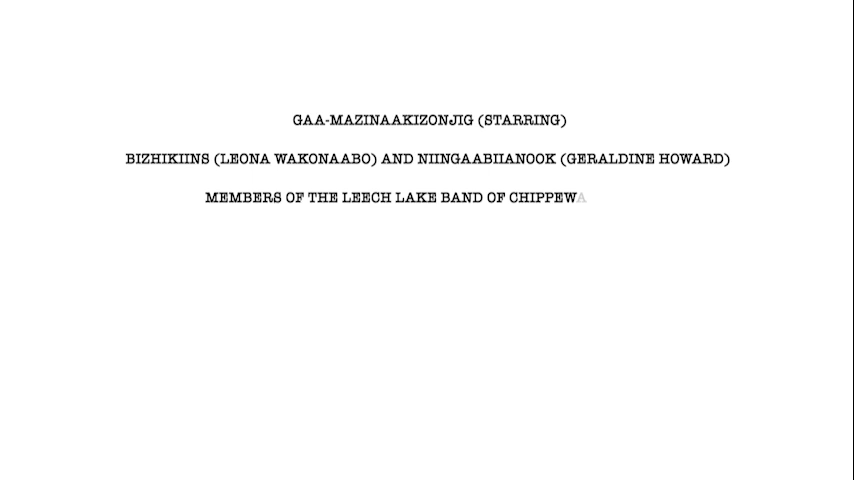 GAA-MAZINAAKIZONJIG (STARRING)
BIZHIKIINS (LEONA WAKONAABO) AND NIINGAABIIANOOK (GERALDINE HOWARD)
MEMBERS OF THE LEECH LAKE BAND OF CHIPPEWA